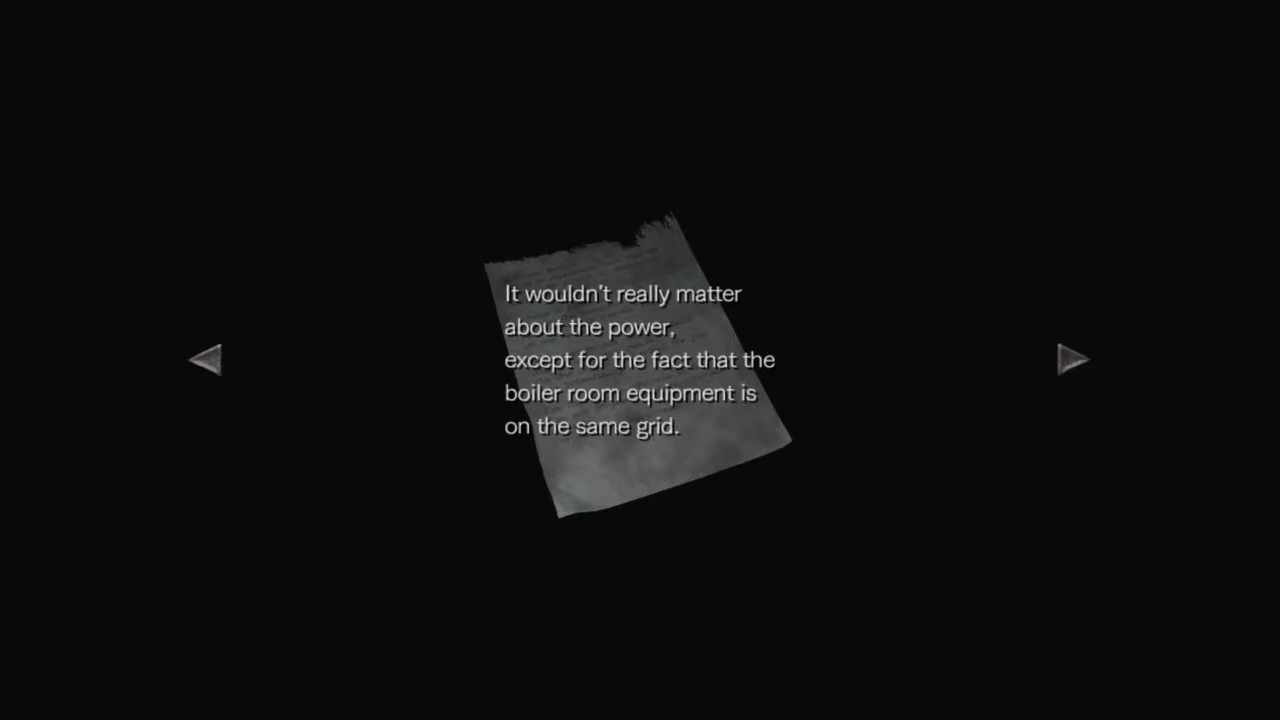 It wouldn't really matter
about the power,
except for the fact that the
boiler room equipment is
on the same grid.